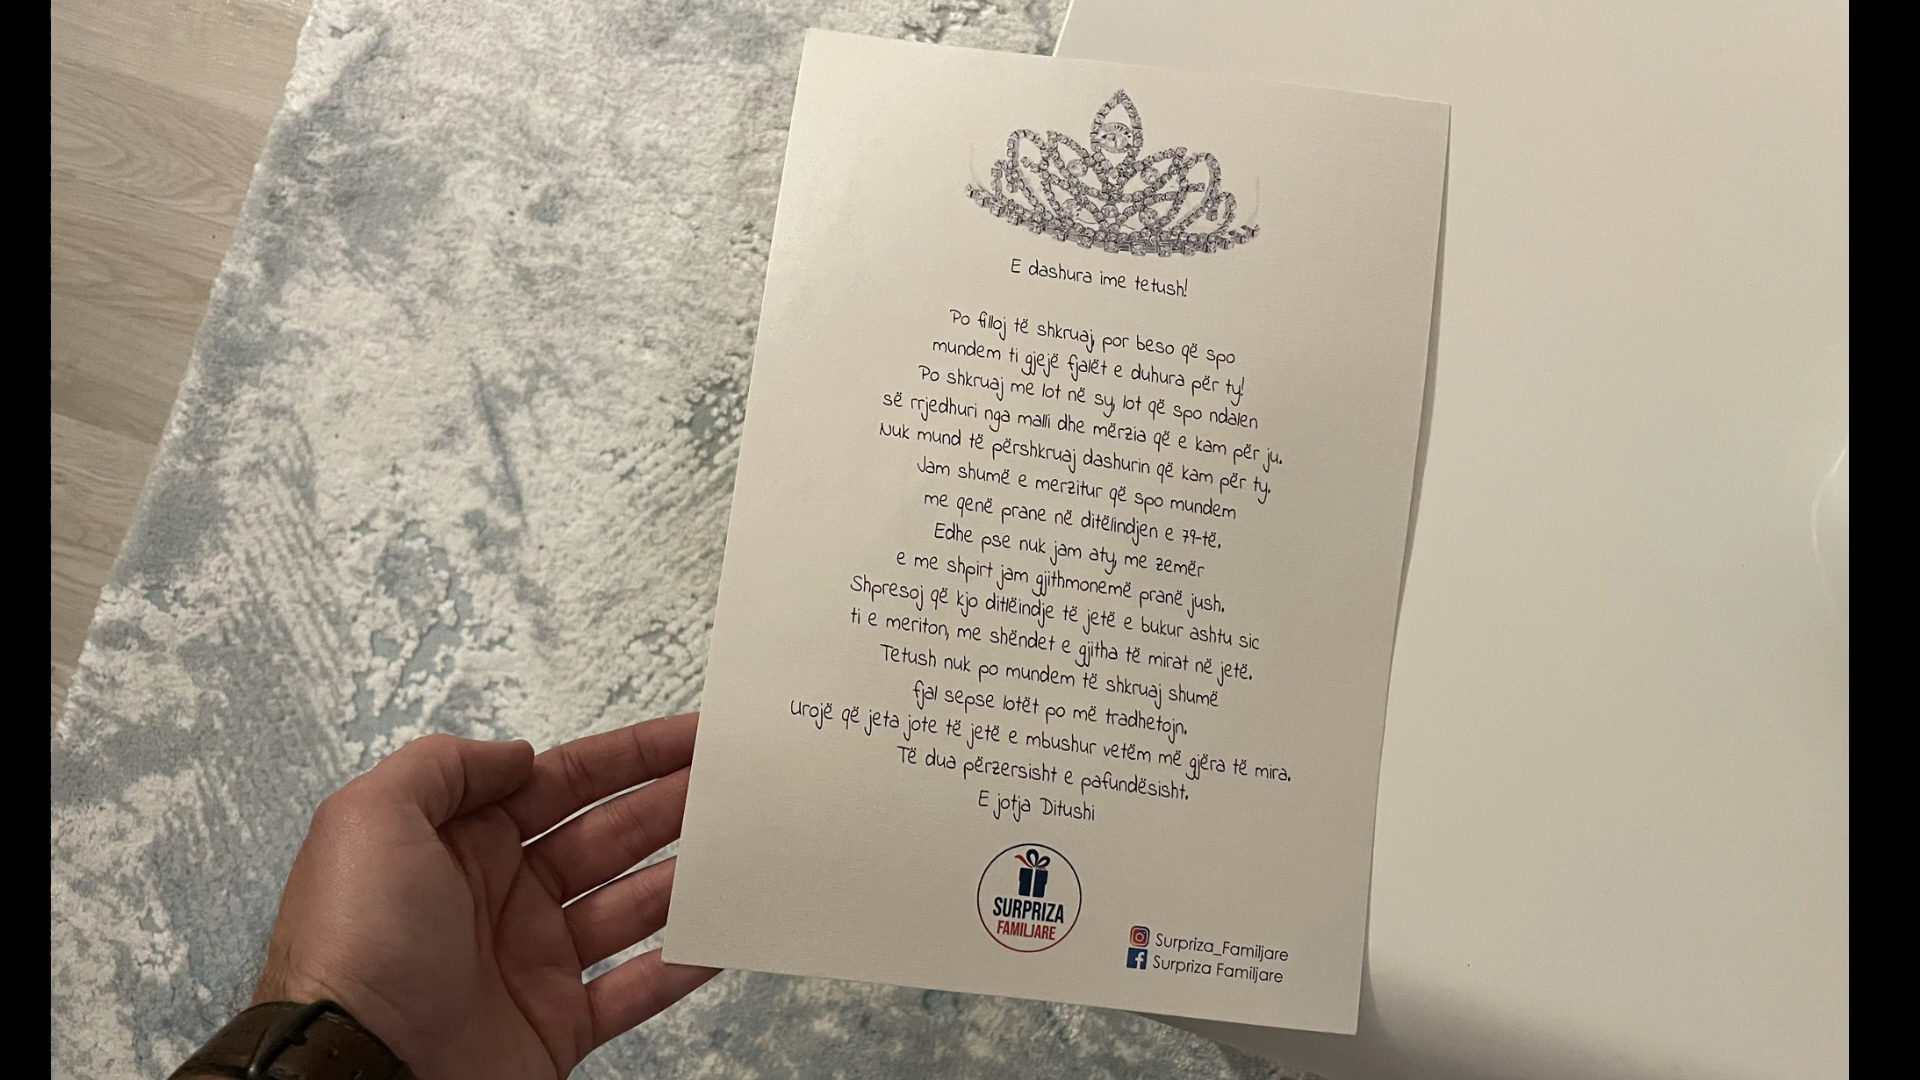 E dashura ime tetush!
Po filloj të shkruaj, por beso që spo
mundem ti gjejë fjalët e duhura për ty!
Po shkruaj me lot në sy, lot që spo ndalen
së rrjedhuri nga malli dhe mërzia që e kam për ju.
Nuk mund të përshkruaj dashurin që kam për ty.
Jam shumë e merzitur që spo mundem
me qenë prane në ditëlindjen e 79-të.
Edhe pse nuk jam aty, me zemër
e me shpirt jam gjithmonemë pranë jush.
Shpresoj që kjo ditlëindje të jetë e bukur ashtu sic
ti e meriton, me shëndet e gjitha të mirat në jetë.
Tetush nuk po mundem të shkruaj shumë
fjal sepse lotët po më tradhetojn.
Urojë që jeta jote të jetë e mbushur vetëm më gjëra të mira.
Të dua përzersisht e pafundësisht.
E jotja Ditushi
SURPRIZA
FAMILJARE
Surpriza_Familjare
Surpriza Familjare